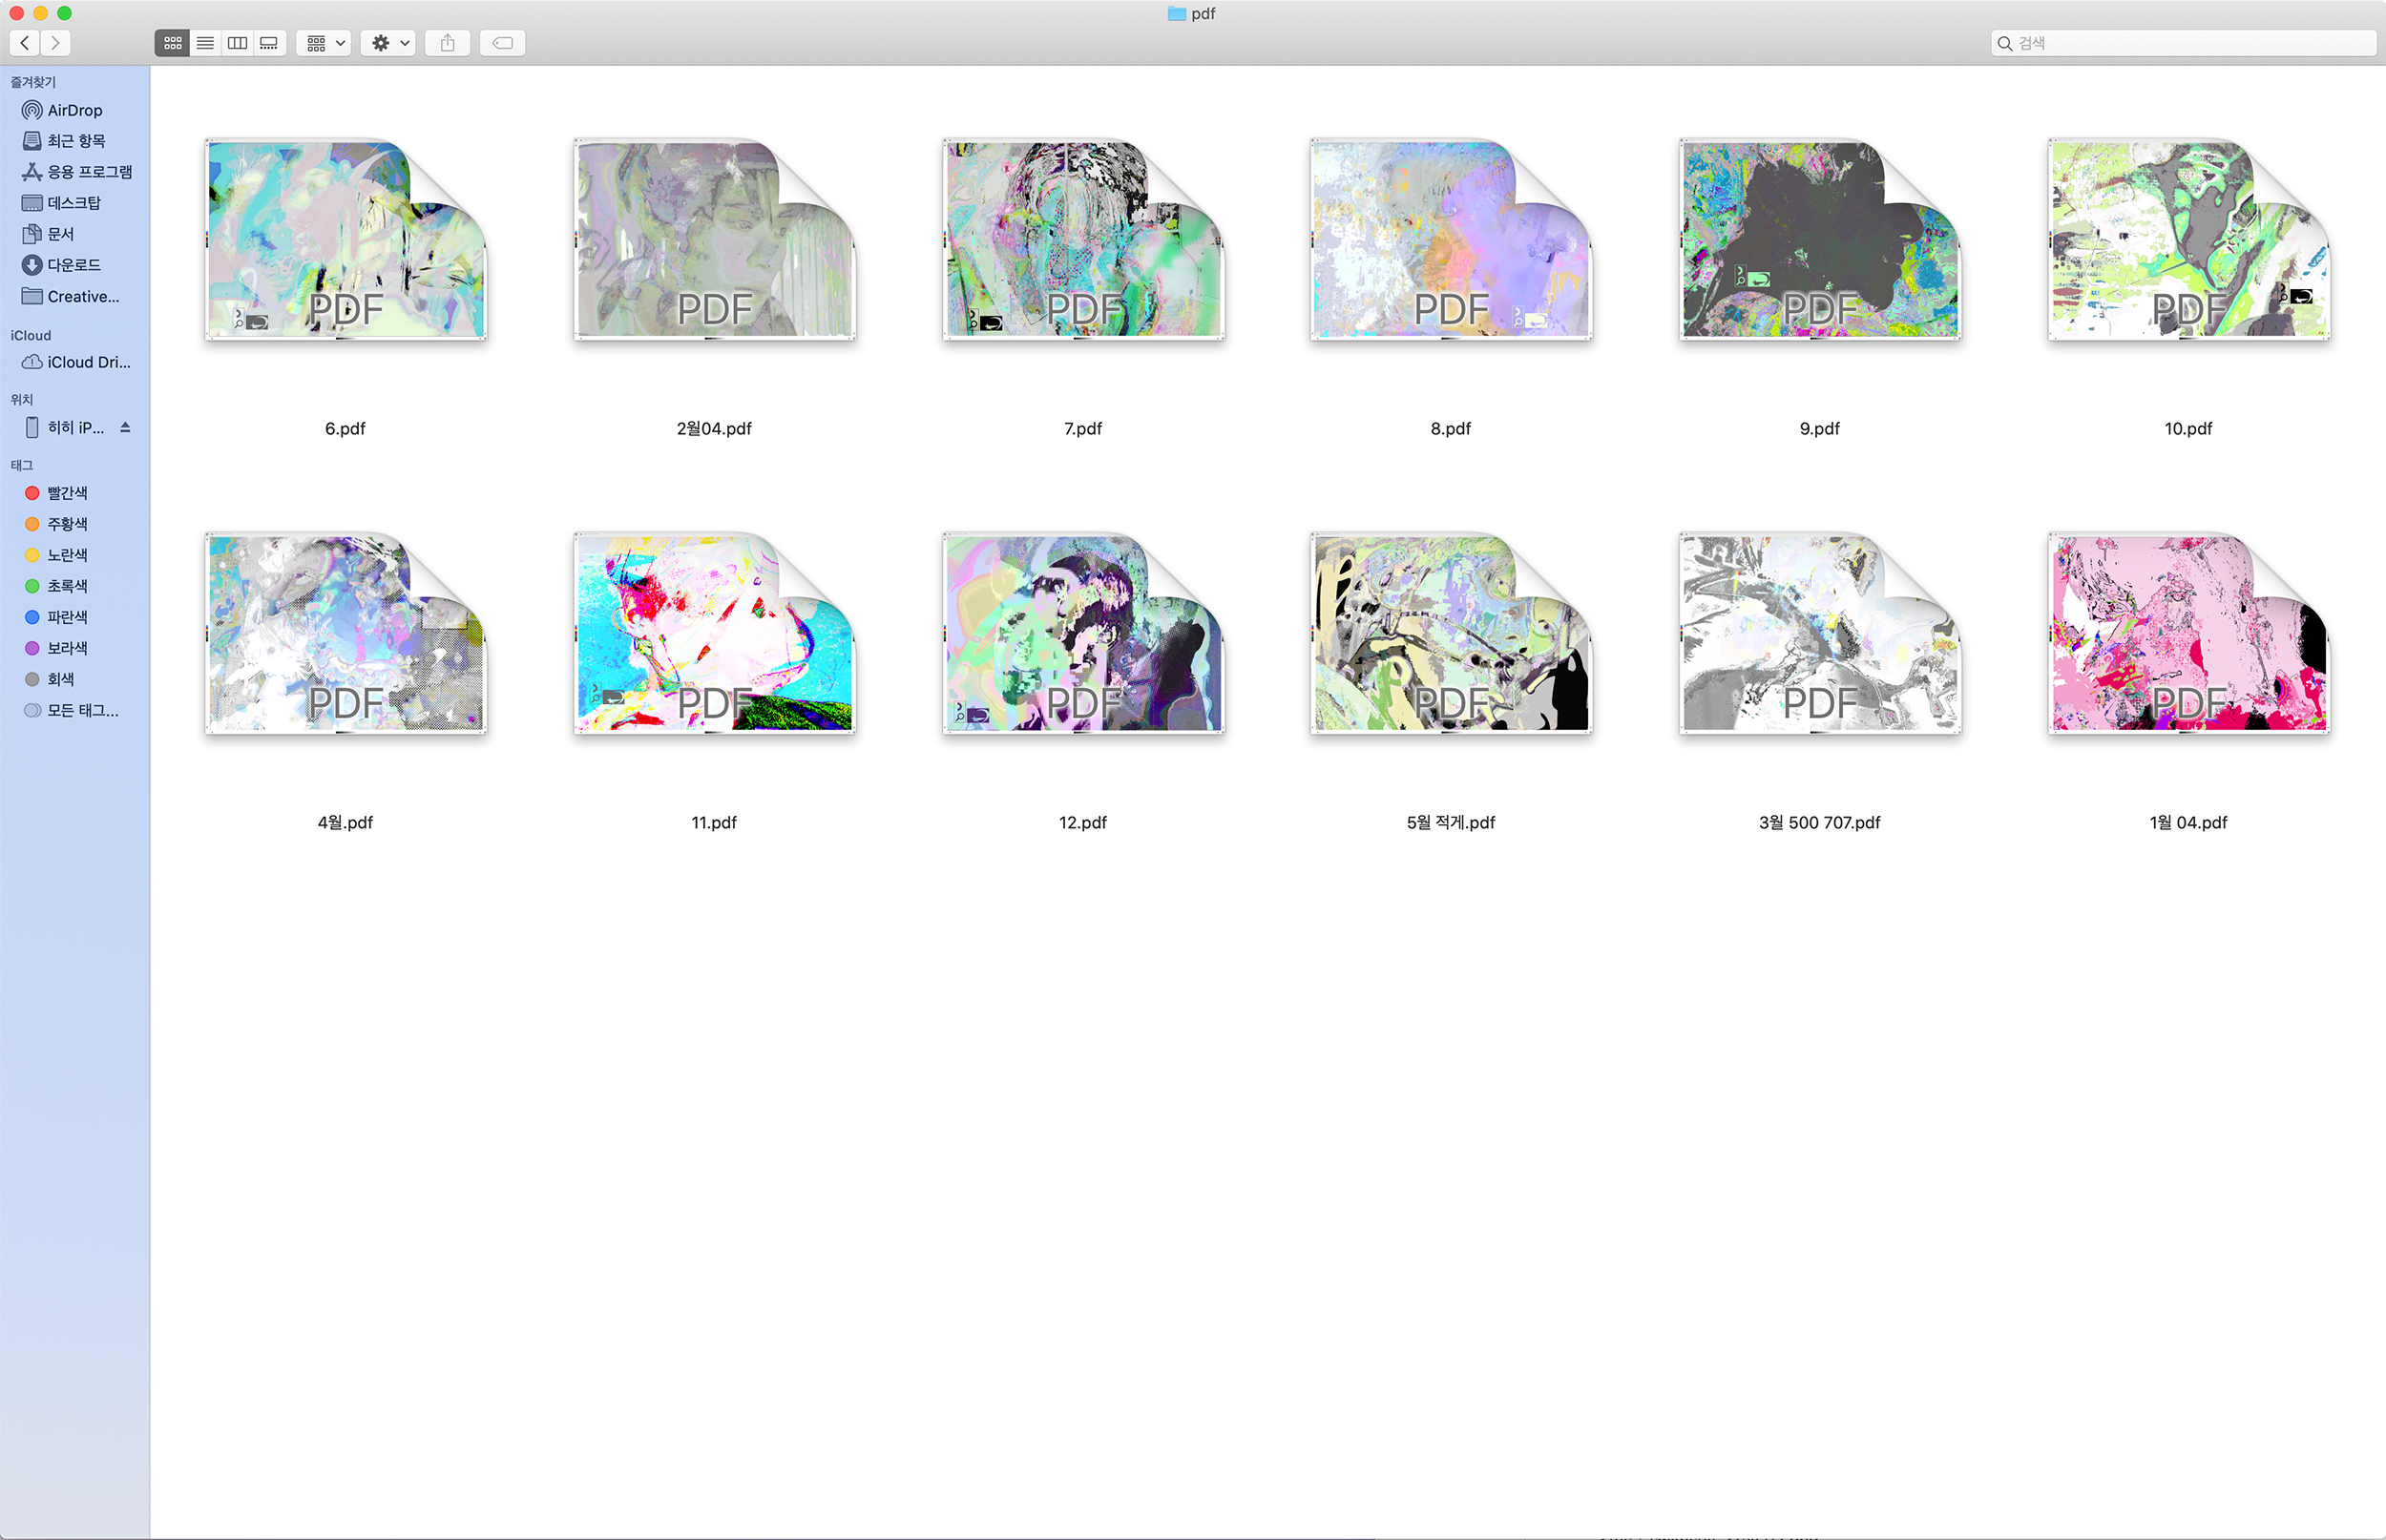 pdf
검색
즐겨찾기
AirDrop
최근 항목
응용 프로그램
데스크탑
문서
다운로드
Creative...
iCloud
iCloud Dri...
위치
히히 iP...
태그
빨간색
주황색
노란색
초록색
파란색
보라색
회색
모든 태그...
PDF PDF PDF PDF PDF PDF
6.pdf 2월04.pdf 7.pdf 8.pdf 9.pdf 10.pdf
PDF PDF PDF PDF PDF PDF
4월.pdf 11.pdf 12.pdf 5월 적게.pdf 3월 500 707.pdf 1월 04.pdf